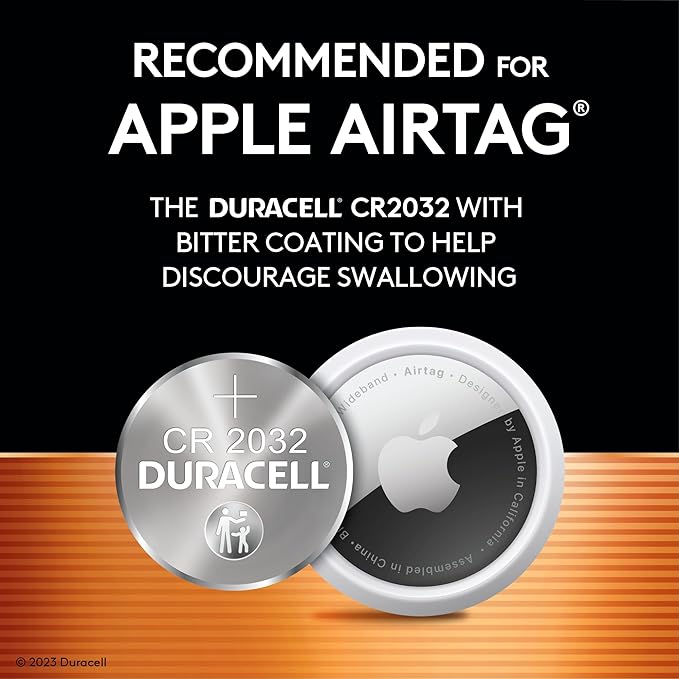 RECOMMENDED FOR
APPLE AIRTAG®
THE DURACELL® CR2032 WITH
BITTER COATING TO HELP
DISCOURAGE SWALLOWING
+
CR 2032
DURACELL®
Wideband • Airtag • Designed by Apple in California • Assembled in China •
© 2023 Duracell